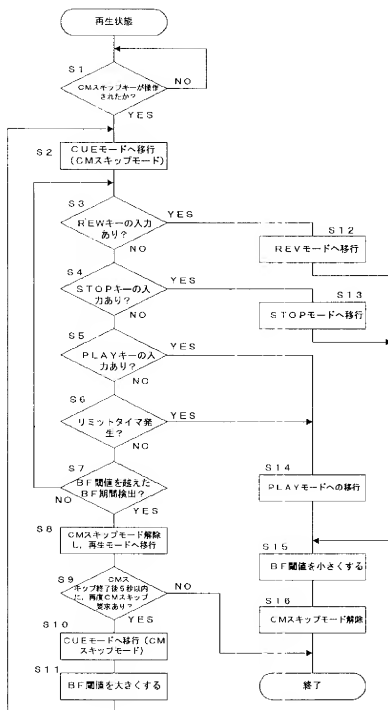 再生状態
S1
CMスキップキーが操作
されたか?
NO
YES
S2
CUEモードへ移行
(CMスキップモード)
S3
REWキーの入力
あり?
YES
NO
S12
REVモードへ移行
S4
STOPキーの入
力あり?
YES
NO
S13
STOPモードへ移行
S5
PLAYキーの入
力あり?
YES
NO
S6
リミットタイマ発
生?
YES
NO
S7
BF閾値を越えた
BF期間検出?
NO
YES
S14
PLAYモードへの移行
S8
CMスキップモード解除
し,再生モードへ移行
S15
BF閾値を小さくする
S9
CMス
キップ終了後6秒以内
に,再度CMスキップ
要求あり?
NO
YES
S16
CMスキップモード解除
S10
CUEモードへ移行(CM
スキップモード)
S11
BF閾値を大きくする
終了